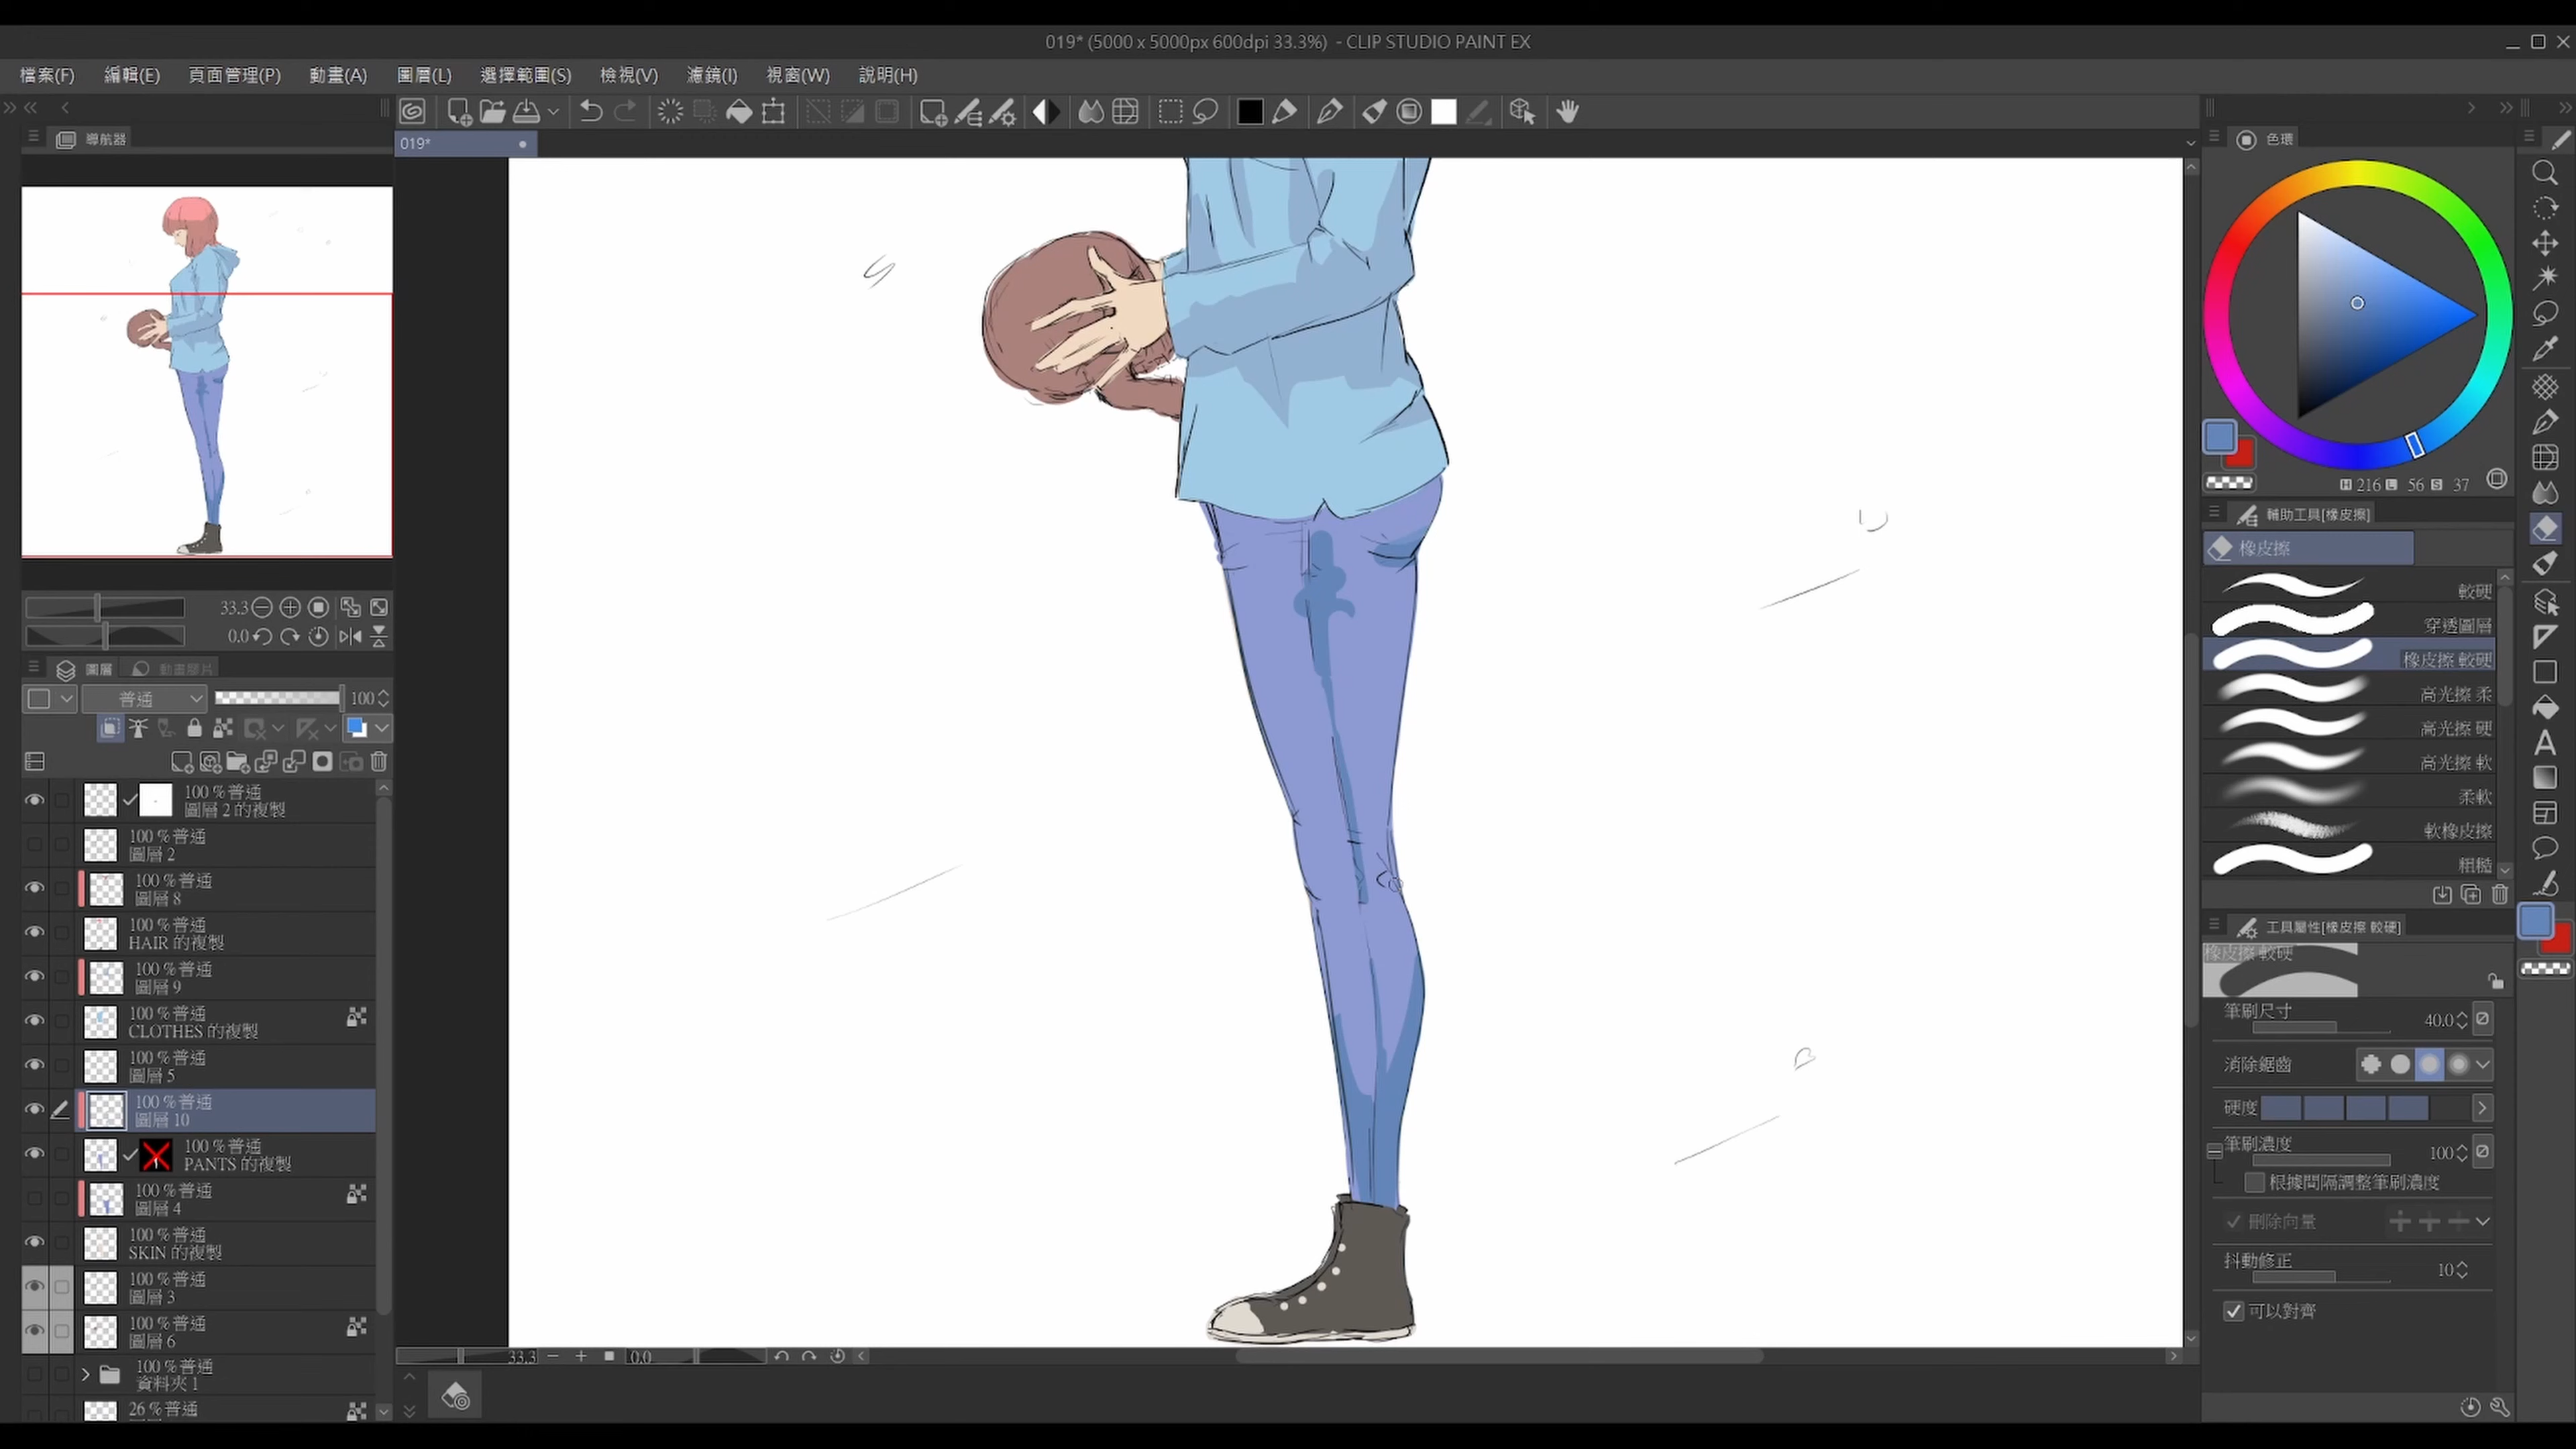 019* (5000 x 5000px 600dpi 33.3%) - CLIP STUDIO PAINT EX
檔案(F) 編輯(E) 頁面管理(P) 動畫(A) 圖層(L) 選擇範圍(S) 檢視(V) 濾鏡(I) 視窗(W) 說明(H)
導航器
019*
33.3
0.0
圖層
動畫膠片
普通 100
100 %普通
圖層 2 的複製
100 %普通
圖層 2
100 %普通
圖層 8
100 %普通
HAIR 的複製
100 %普通
圖層 9
100 %普通
CLOTHES 的複製
100 %普通
圖層 5
100 %普通
圖層 10
100 %普通
PANTS 的複製
100 %普通
圖層 4
100 %普通
SKIN 的複製
100 %普通
圖層 3
100 %普通
圖層 6
100 %普通
資料夾 1
26 %普通
33.3
0.0
色環
H 216 L 56 S 37
輔助工具[橡皮擦]
橡皮擦
較硬
穿透圖層
橡皮擦 較硬
高光擦 柔
高光擦 硬
高光擦 軟
柔軟
軟橡皮擦
粗糙
工具屬性[橡皮擦 較硬]
橡皮擦 較硬
筆刷尺寸 40.0
消除鋸齒
硬度
筆刷濃度 100
根據間隔調整筆刷濃度
刪除向量
抖動修正 10
可以對齊